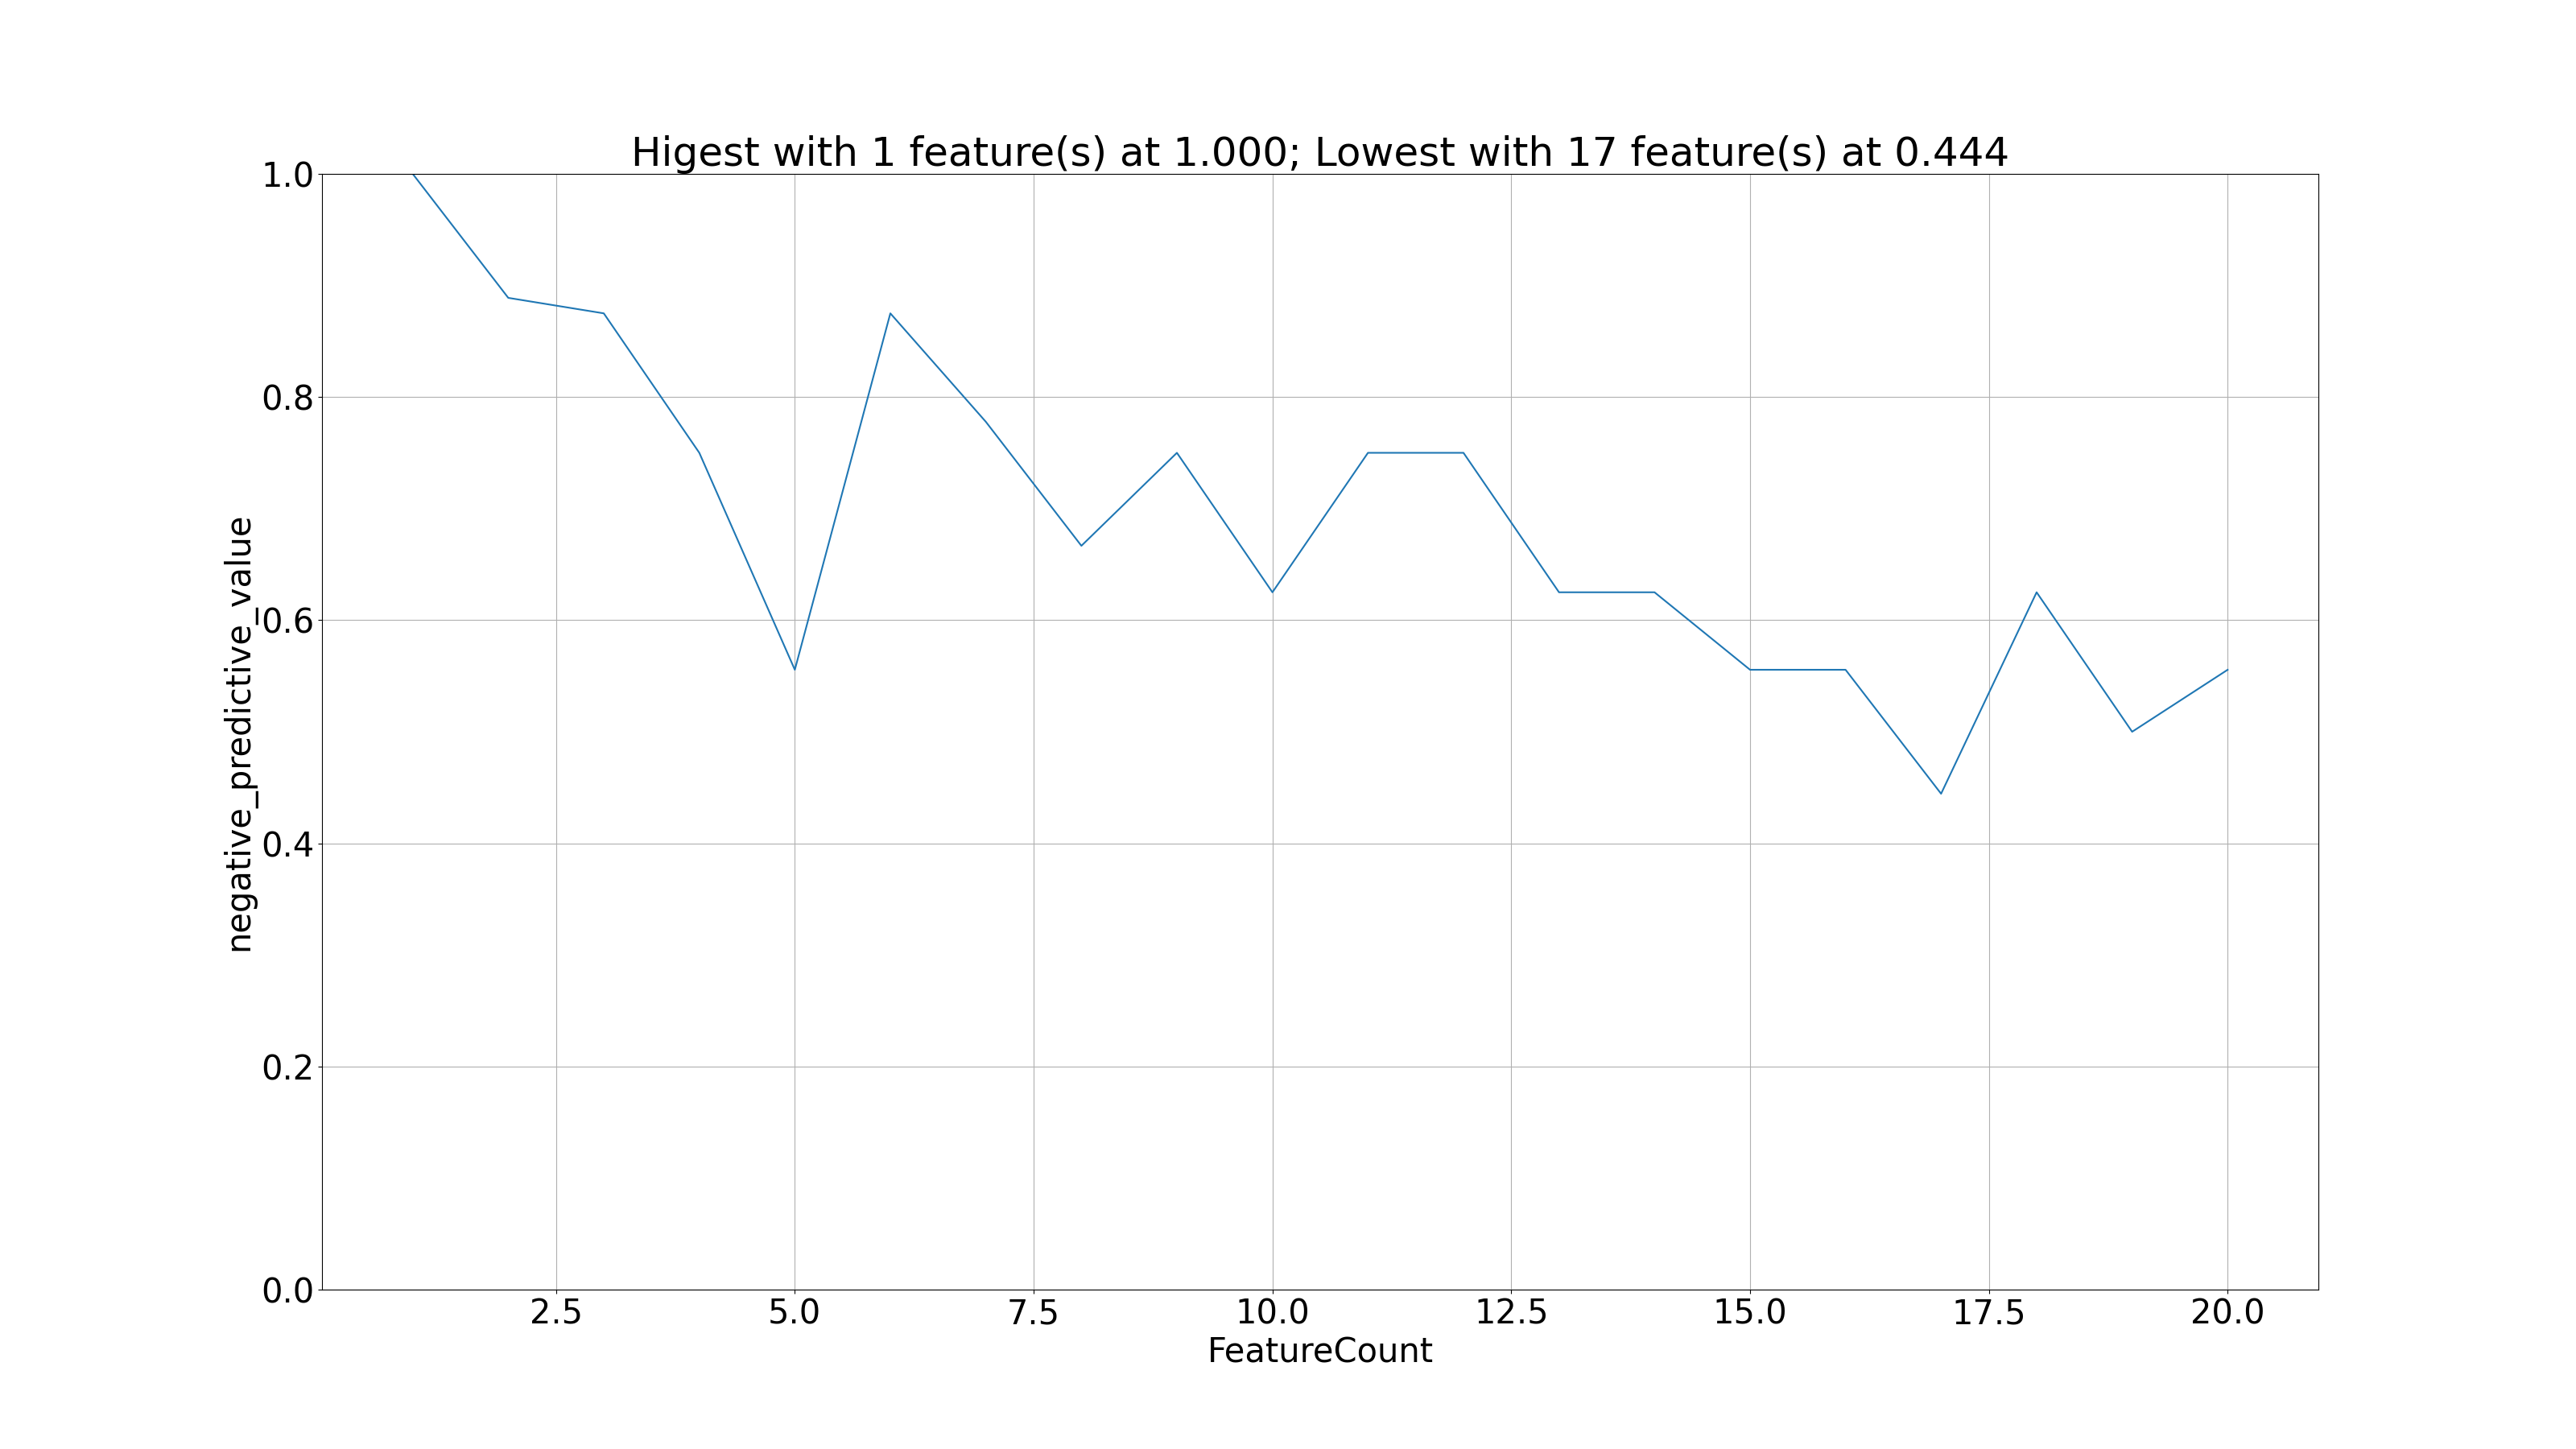 Higest with 1 feature(s) at 1.000; Lowest with 17 feature(s) at 0.444
1.0
0.8
0.6
0.4
0.2
0.0
negative_predictive_value
2.5 5.0 7.5 10.0 12.5 15.0 17.5 20.0
FeatureCount